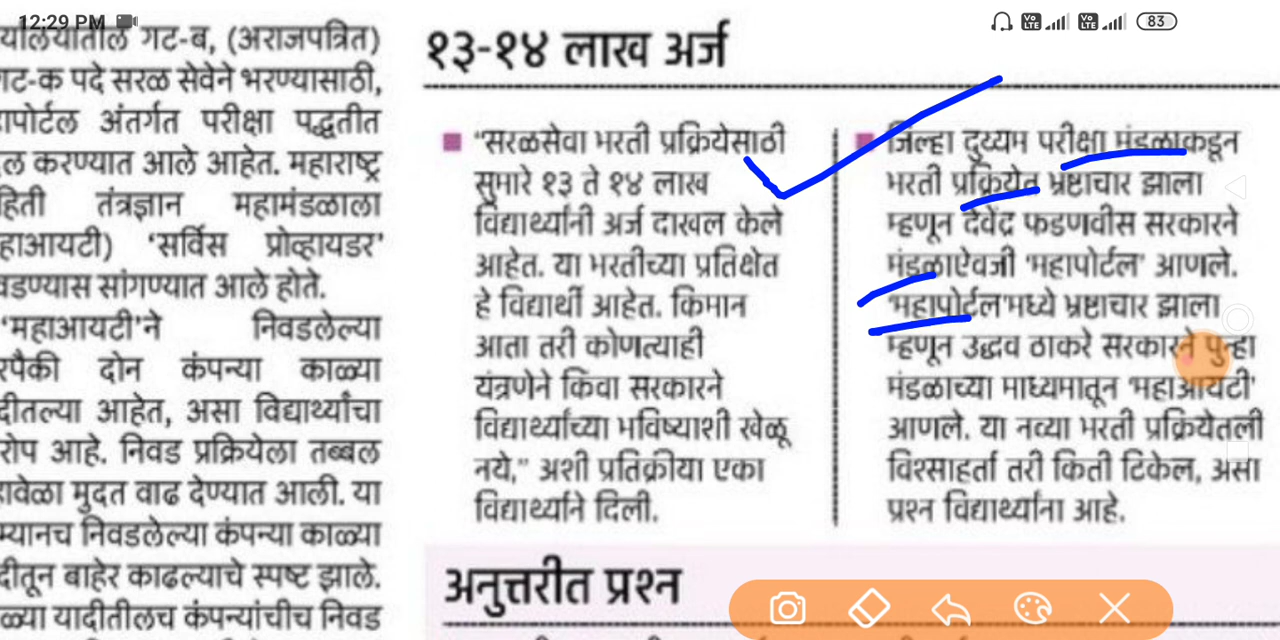 12:29 PM
83
यालयातील गट-ब, (अराजपत्रित)
गट-क पदे सरळ सेवेने भरण्यासाठी,
अंतर्गत परीक्षा पद्धतीत
करण्यात आले आहेत. महाराष्ट्र
तंत्रज्ञान महामंडळाला
'सर्विस प्रोव्हायडर'
सांगण्यात आले होते.
'महाआयटी'ने निवडलेल्या
दोन कंपन्या काळ्या
आहेत, असा विद्यार्थ्यांचा
आहे. निवड प्रक्रियेला तब्बल
मुदत वाढ देण्यात आली. या
निवडलेल्या कंपन्या काळ्या
बाहेर काढल्याचे स्पष्ट झाले.
यादीतीलच कंपन्यांचीच निवड
१३-१४ लाख अर्ज
"सरळसेवा भरती प्रक्रियेसाठी
सुमारे १३ ते १४ लाख
विद्यार्थ्यांनी अर्ज दाखल केले
आहेत. या भरतीच्या प्रतिक्षेत
हे विद्यार्थी आहेत. किमान
आता तरी कोणत्याही
यंत्रणेने किंवा सरकारने
विद्यार्थ्यांच्या भविष्याशी खेळू
नये," अशी प्रतिक्रीया एका
विद्यार्थ्याने दिली.
जिल्हा दुय्यम परीक्षा मंडळाकडून
भरती प्रक्रियेत भ्रष्टाचार झाला
म्हणून देवेंद्र फडणवीस सरकारने
मंडळाऐवजी 'महापोर्टल' आणले.
'महापोर्टल'मध्ये भ्रष्टाचार झाला
म्हणून उद्धव ठाकरे सरकारने पुन्हा
मंडळाच्या माध्यमातून 'महाआयटी'
आणले. या नव्या भरती प्रक्रियेतली
विश्साहर्ता तरी किती टिकेल, असा
प्रश्न विद्यार्थ्यांना आहे.
अनुत्तरीत प्रश्न